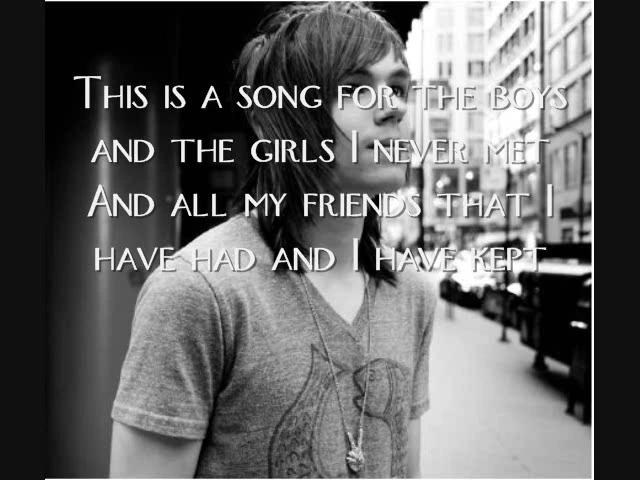 This is a song for the boys
and the girls I never met
And all my friends that I
have had and I have kept